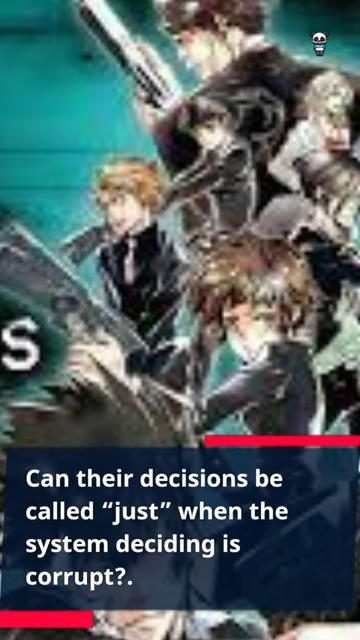 S
Can their decisions be
called “just” when the
system deciding is
corrupt?.